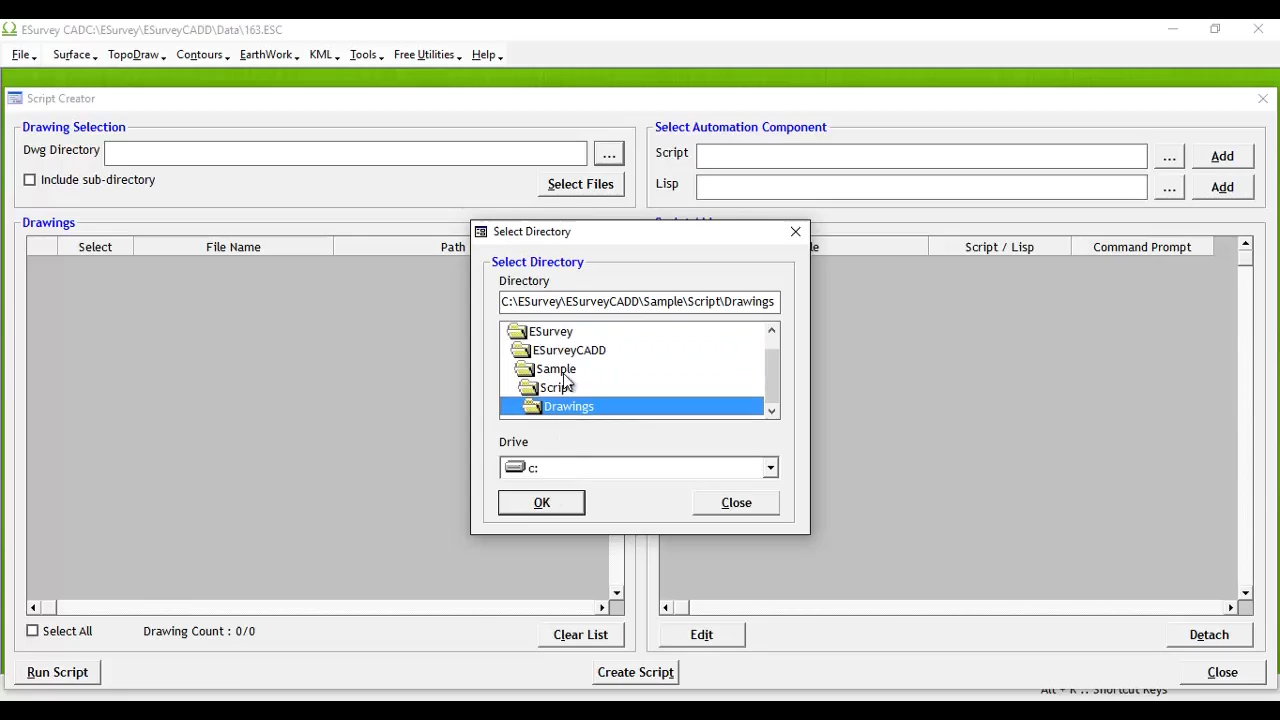 ESurvey CADC:\ESurvey\ESurveyCADD\Data\163.ESC
File Surface TopoDraw Contours EarthWork KML Tools Free Utilities Help
Script Creator
Drawing Selection
Dwg Directory
...
Include sub-directory
Select Files
Select Automation Component
Script
...
Add
Lisp
...
Add
Drawings
Select File Name Path
Script / Lisp Command Prompt
Select Directory
Select Directory
Directory
C:\ESurvey\ESurveyCADD\Sample\Script\Drawings
ESurvey
ESurveyCADD
Sample
Script
Drawings
Drive
c:
OK
Close
Select All
Drawing Count : 0/0
Clear List
Edit
Detach
Run Script
Create Script
Close
Alt + K :: Shortcut Keys